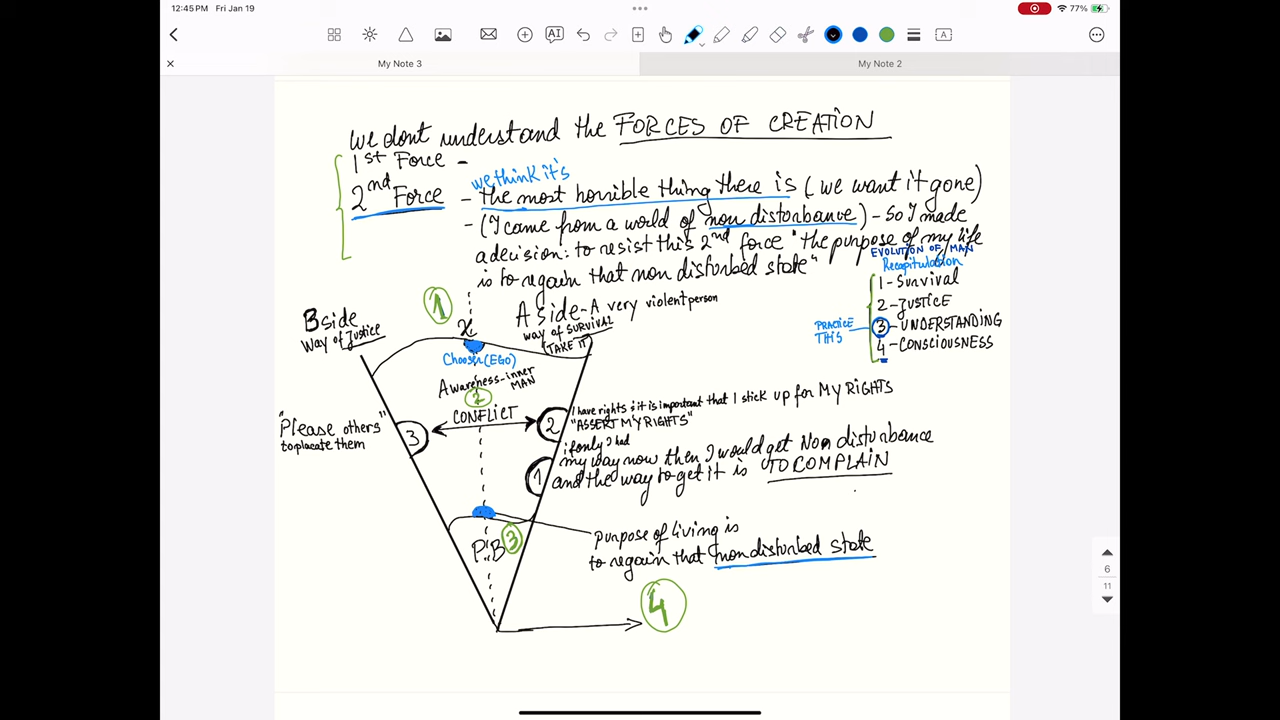 12:45 PM Fri Jan 19
77%
AI
A
My Note 3
My Note 2
we dont understand the FORCES OF CREATION
1st Force -
we think it's
2nd Force - the most horrible thing there is (we want it gone)
- (I came from a world of non disturbance) - So I made
a decision: to resist this 2nd force "the purpose of my life
is to regain that non disturbed state"
EVOLUTION OF MAN
Recapitulation
1 - Survival
2 - JUSTICE
3 - UNDERSTANDING
4 - CONSCIOUSNESS
PRACTICE
THIS
1
B side
Way of Justice
X
A side - A very violent person
way of SURVIVAL
TAKE IT
Chooser (EGO)
Awareness - inner
MAN
2
CONFLICT
"Please others"
to placate them
3
2
I have rights & it is important that I stick up for MY RIGHTS
"ASSERT MY RIGHTS"
if only I had
my way now then I would get Non disturbance
1
and the way to get it is TO COMPLAIN
P:B
3
purpose of living is
to regain that nondisturbed state
4
6
11